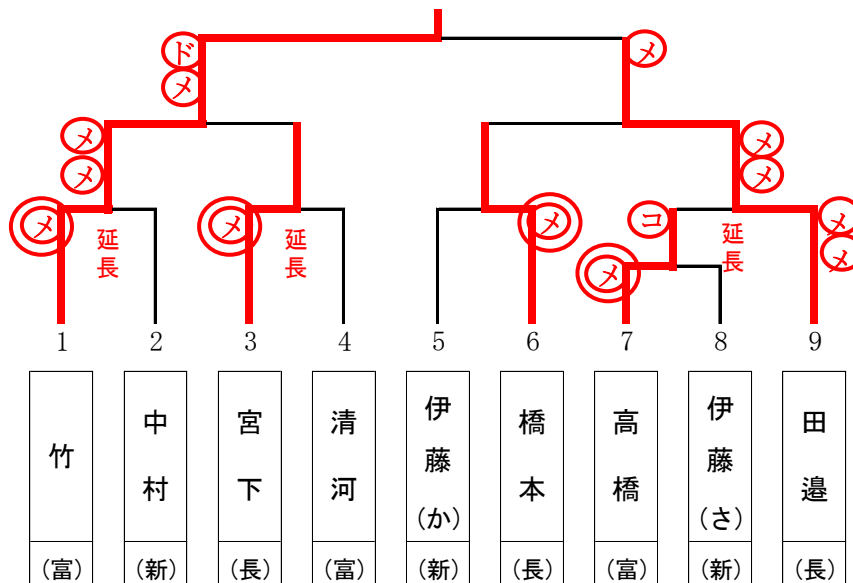 ド メ
メ メ
メ メ
メ メ メ コ メ
延長 延長 延長 メ
メ
1 2 3 4 5 6 7 8 9
竹 中村 宮下 清河 伊藤(か) 橋本 高橋 伊藤(さ) 田邉
(富) (新) (長) (富) (新) (長) (富) (新) (長)